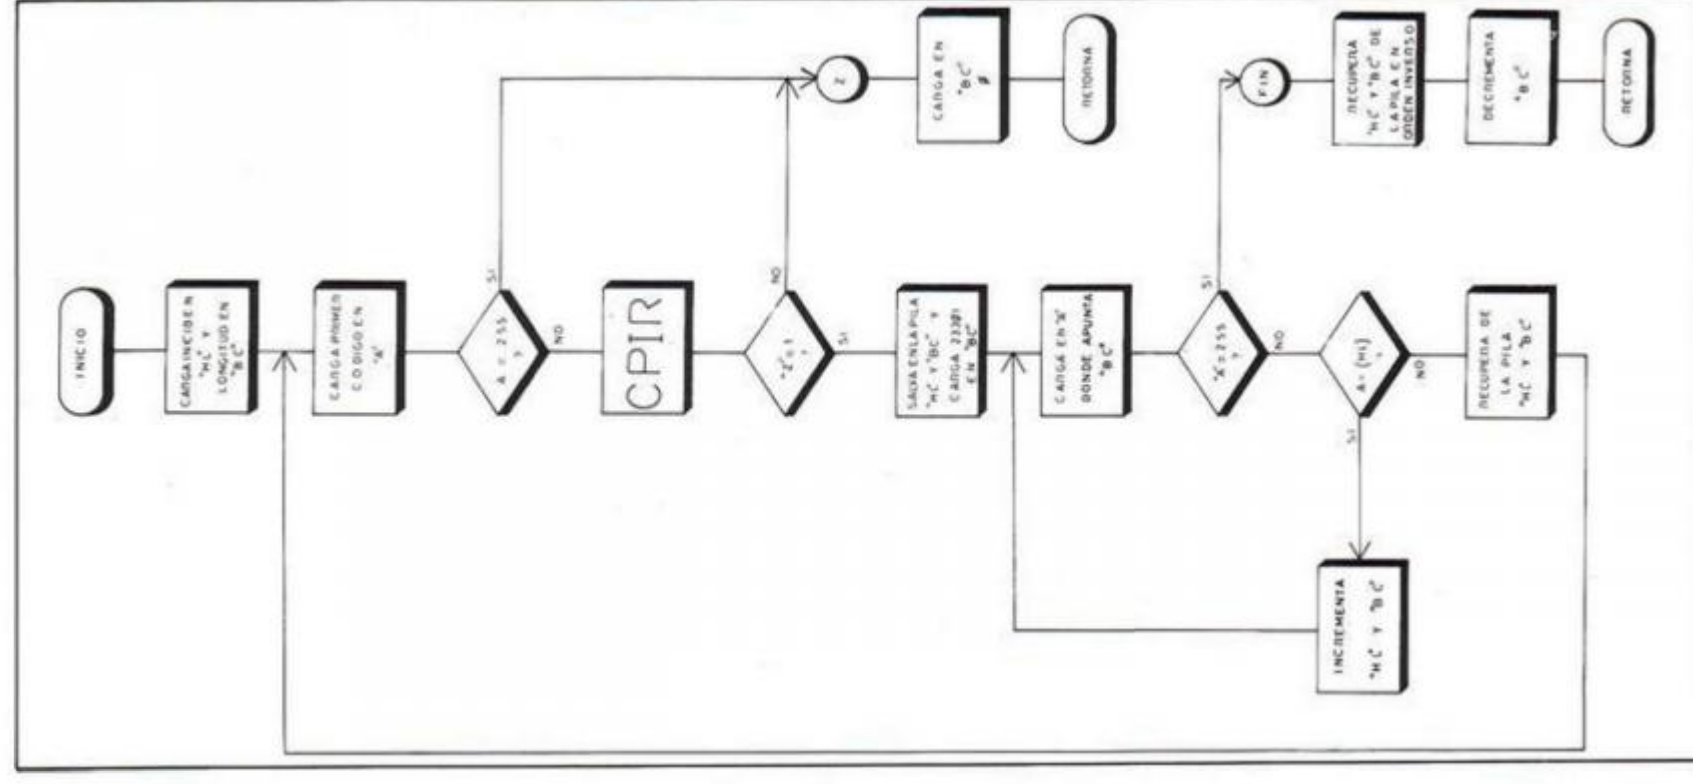 INICIO
CARGA INICIB EN
"HL" Y
LONGITUD EN
"BC"
CARGA PRIMER
CODIGO EN
"A"
A = 255
?
SI
NO
CPIR
"Z"=1
?
NO
SI
Z
CARGA EN
"BC"
Ø
RETORNA
SALVA EN LA PILA
"HL" Y "BC" Y
CARGA 23301
EN "BC"
CARGA EN "A"
DONDE APUNTA
"BC"
"A"=255
?
SI
NO
FIN
RECUPERA
"HL" Y "BC" DE
LA PILA EN
ORDEN INVERSO
DECREMENTA
"BC"
RETORNA
A=(HL)
?
SI
NO
INCREMENTA
"HL" Y "BC"
RECUPERA DE
LA PILA
"HL" Y "BC"